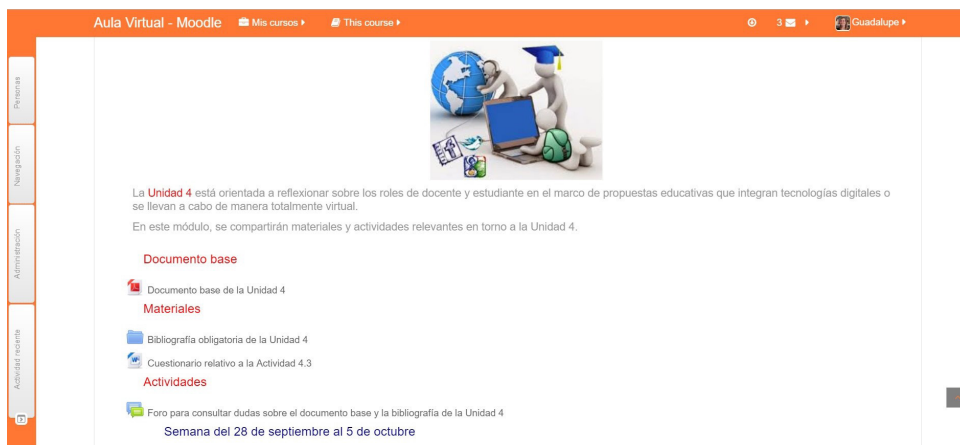 Aula Virtual - Moodle Mis cursos This course 3 Guadalupe
Personas
Navegación
Administración
Actividad reciente
La Unidad 4 está orientada a reflexionar sobre los roles de docente y estudiante en el marco de propuestas educativas que integran tecnologías digitales o
se llevan a cabo de manera totalmente virtual.
En este módulo, se compartirán materiales y actividades relevantes en torno a la Unidad 4.
Documento base
Documento base de la Unidad 4
Materiales
Bibliografía obligatoria de la Unidad 4
Cuestionario relativo a la Actividad 4.3
Actividades
Foro para consultar dudas sobre el documento base y la bibliografía de la Unidad 4
Semana del 28 de septiembre al 5 de octubre